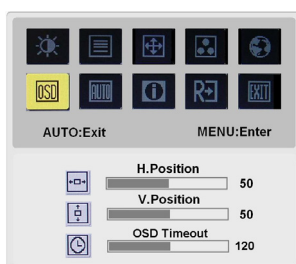 OSD AUTO i R EXIT
AUTO:Exit MENU:Enter
H.Position
50
V.Position
50
OSD Timeout
120